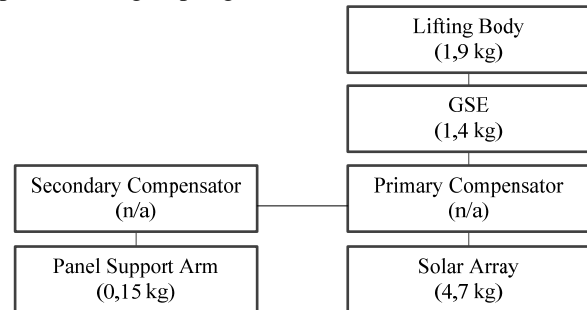 Lifting Body
(1,9 kg)
GSE
(1,4 kg)
Secondary Compensator
(n/a)
Primary Compensator
(n/a)
Panel Support Arm
(0,15 kg)
Solar Array
(4,7 kg)